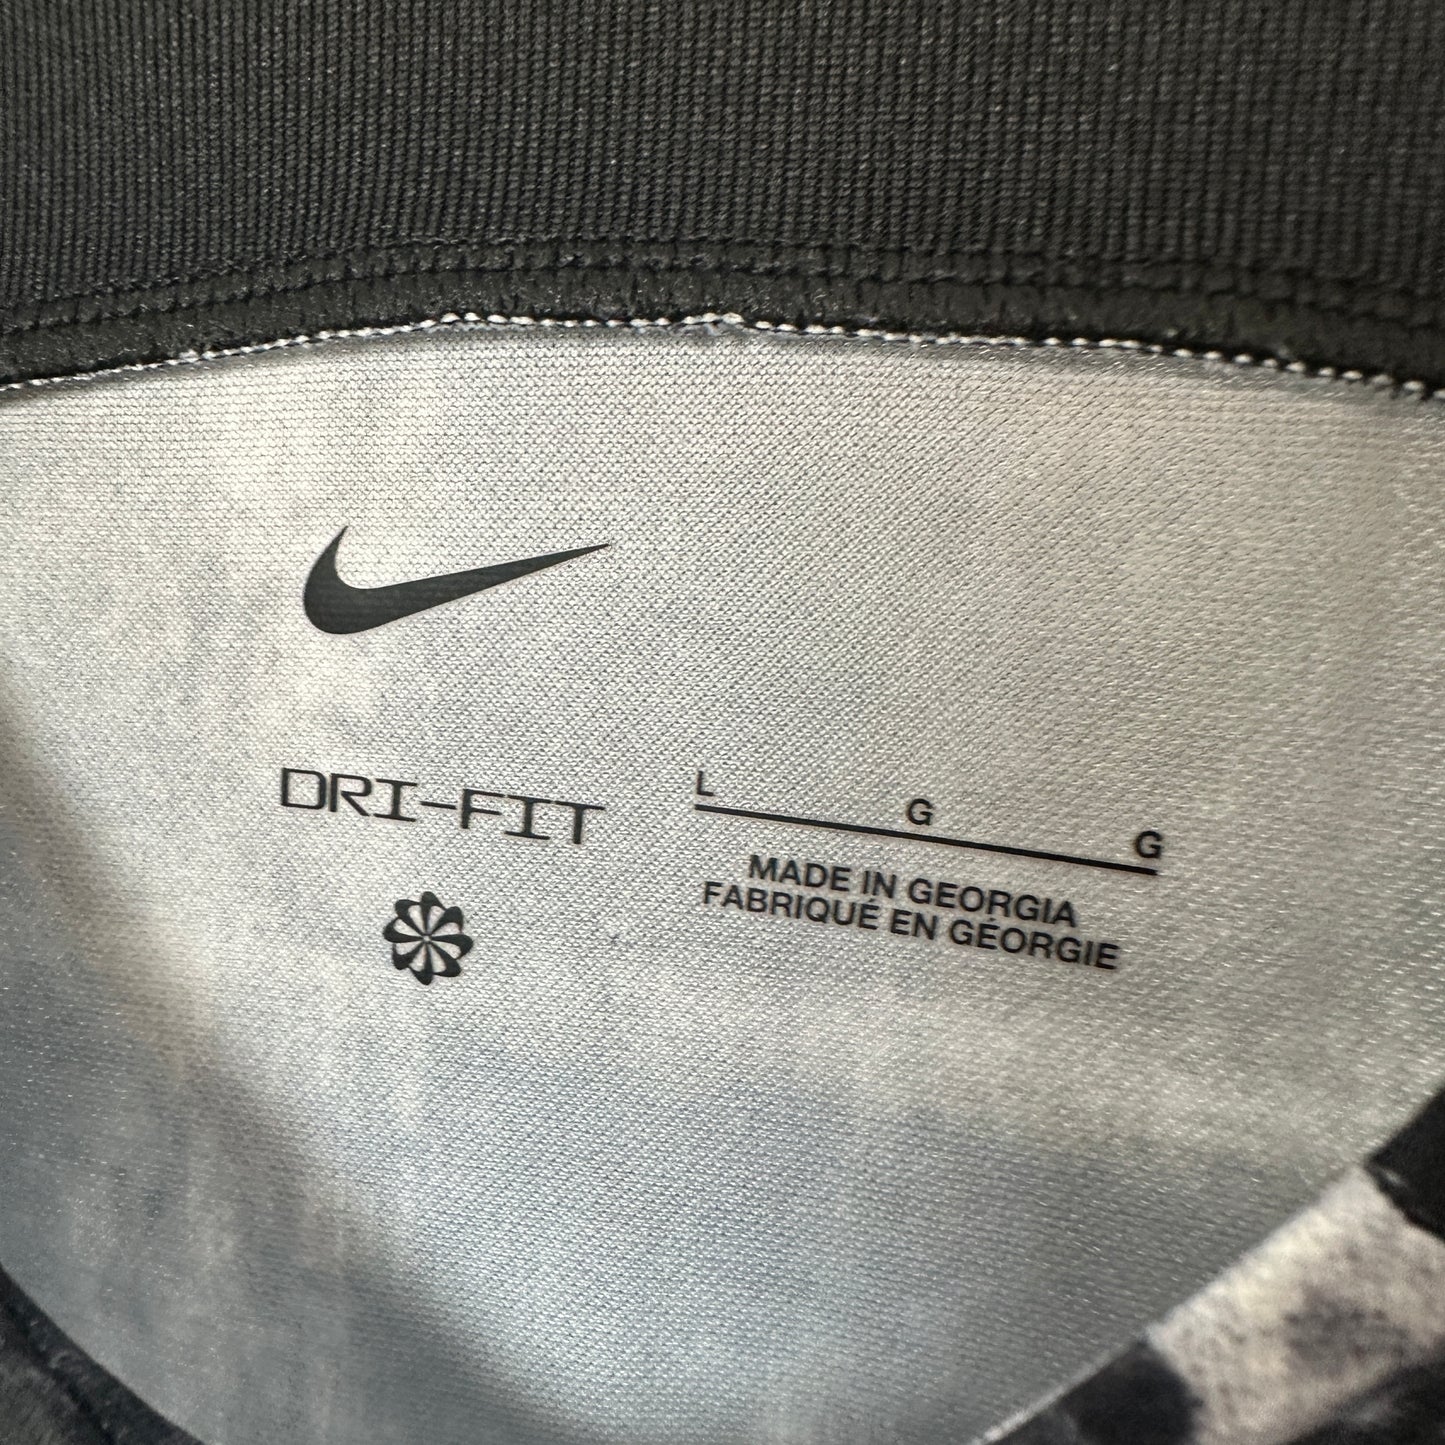 DRI-FIT
L G G
MADE IN GEORGIA
FABRIQUÉ EN GÉORGIE